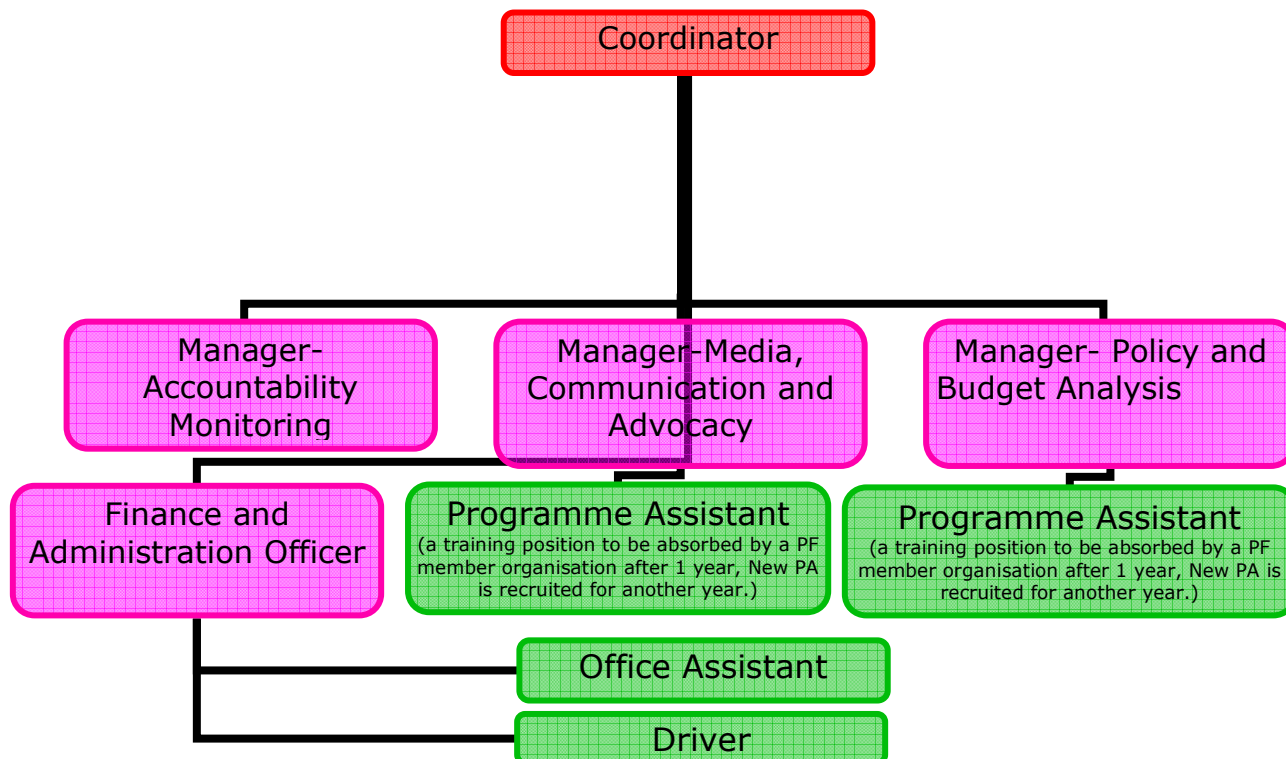 Coordinator
Manager-
Accountability
Monitoring
Manager-Media,
Communication and
Advocacy
Manager- Policy and
Budget Analysis
Finance and
Administration Officer
Programme Assistant
(a training position to be absorbed by a PF
member organisation after 1 year, New PA
is recruited for another year.)
Programme Assistant
(a training position to be absorbed by a PF
member organisation after 1 year, New PA is
recruited for another year.)
Office Assistant
Driver